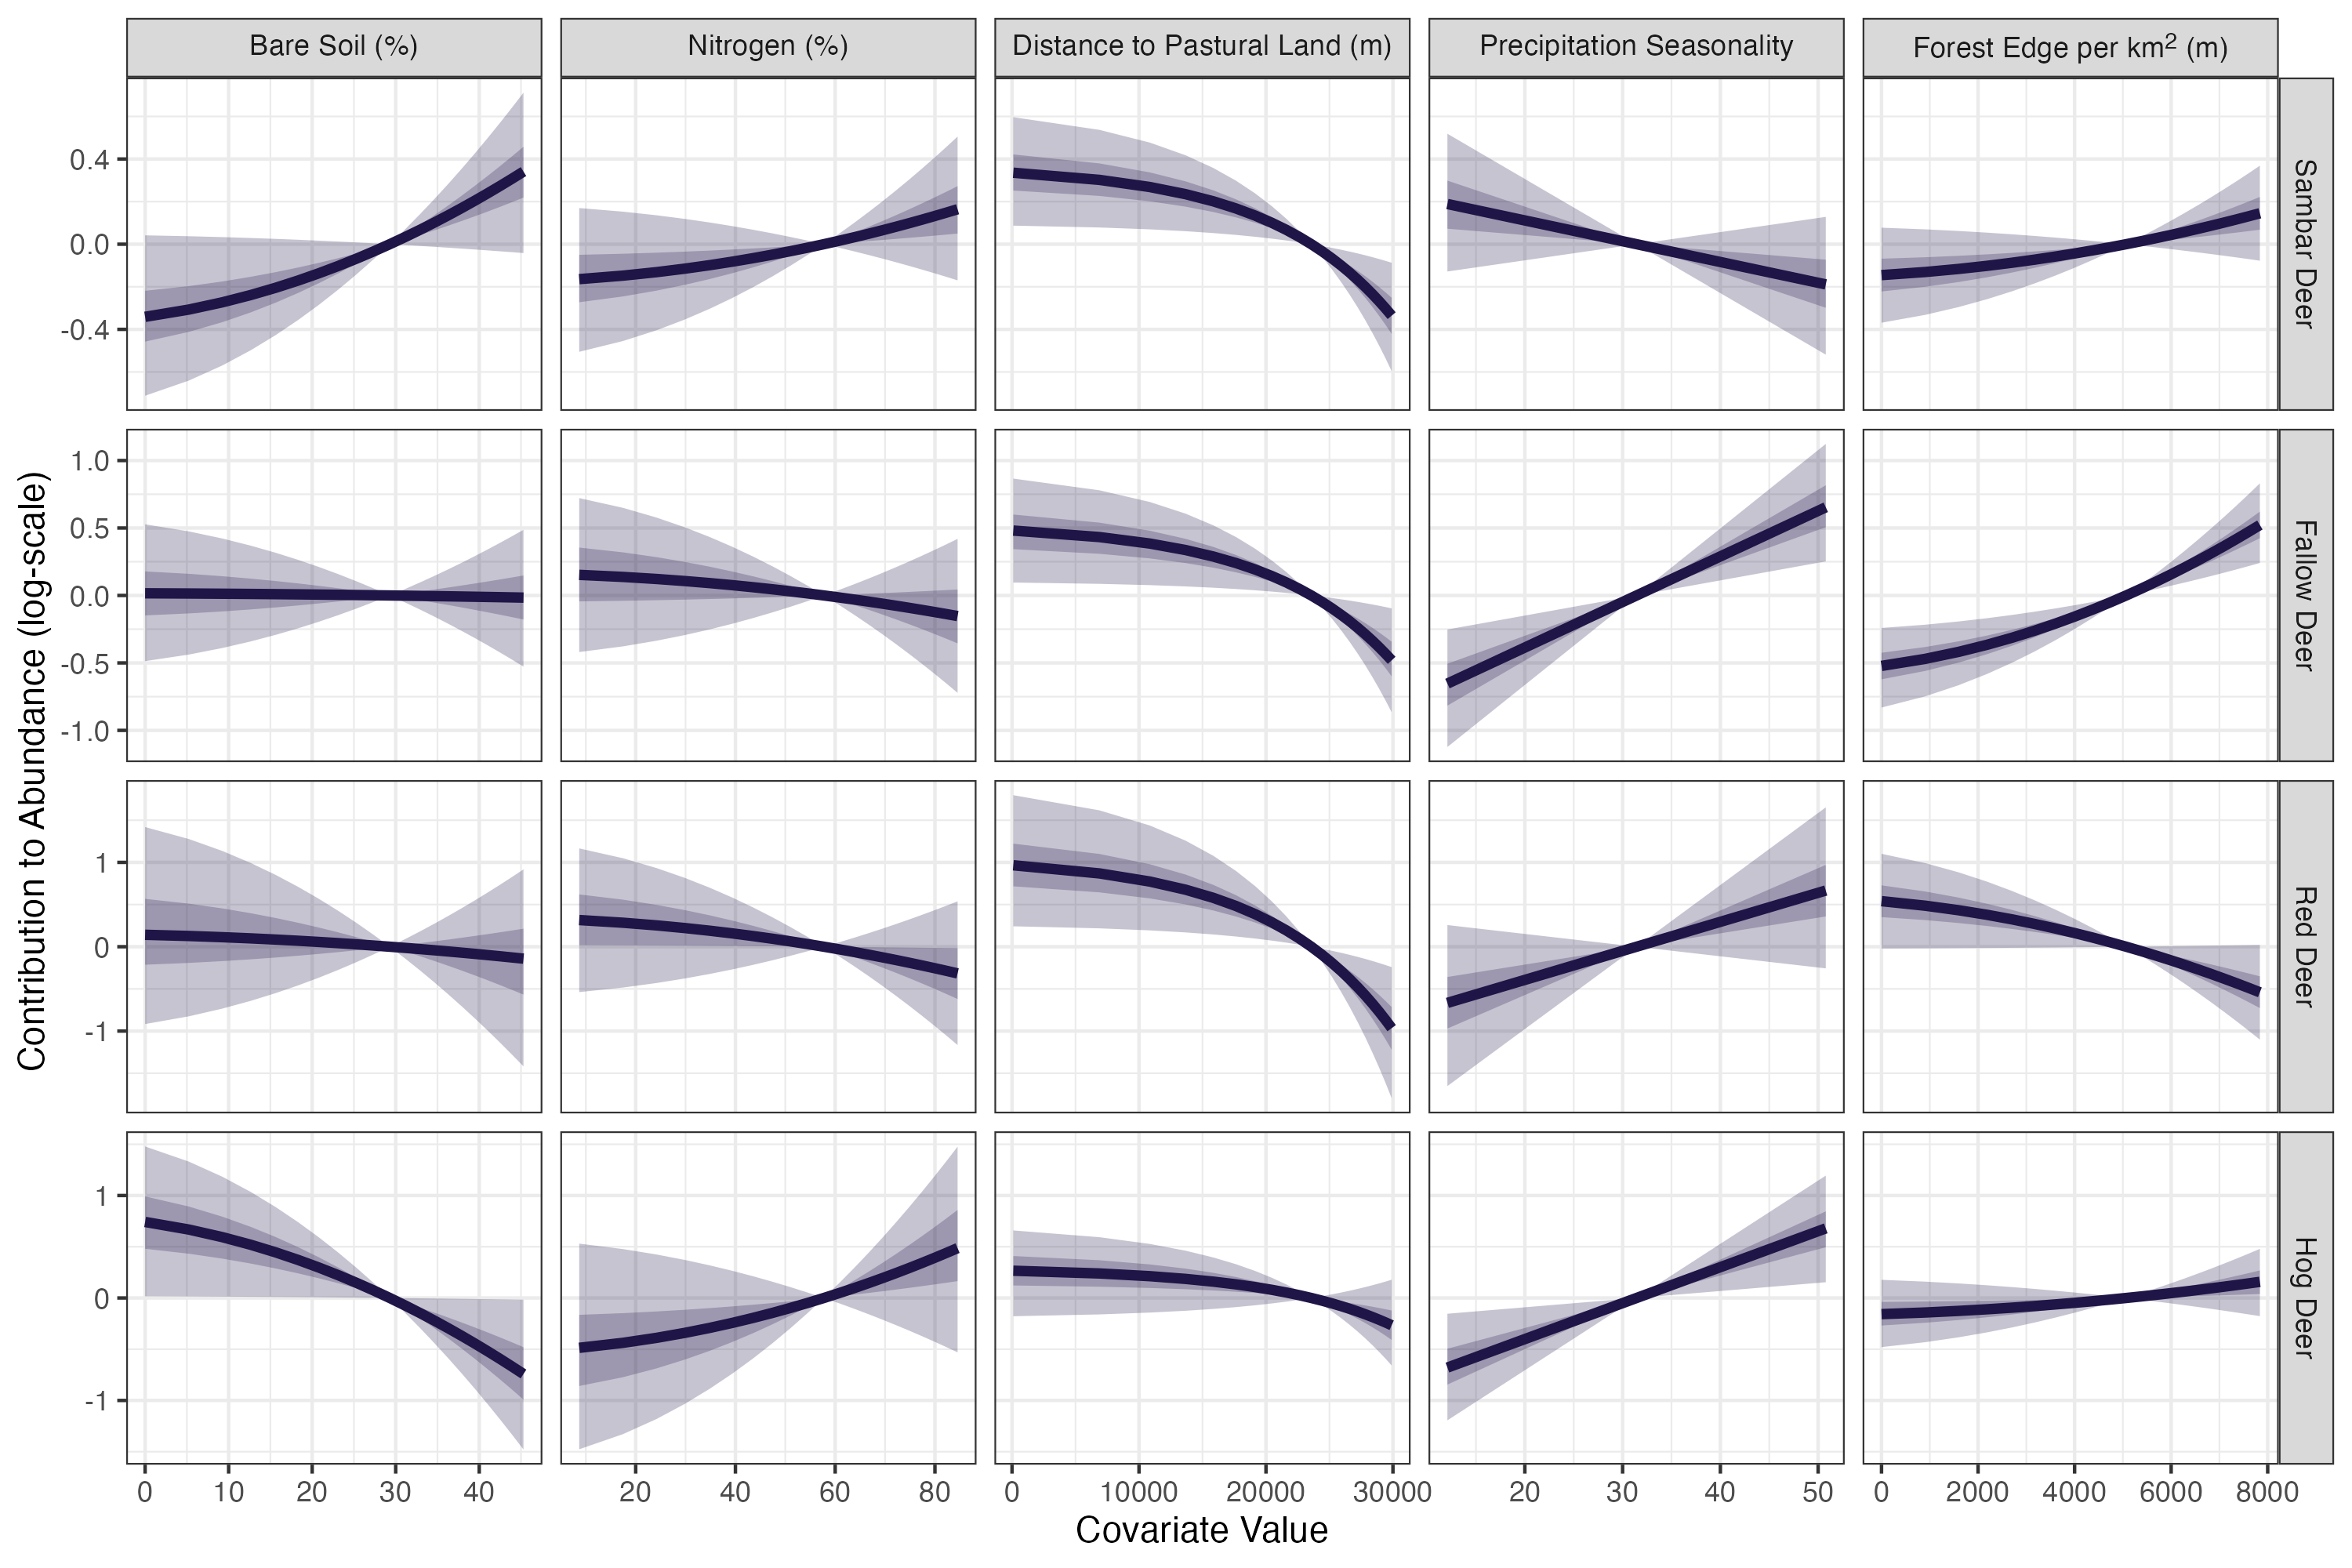 Bare Soil (%)
Nitrogen (%)
Distance to Pastural Land (m)
Precipitation Seasonality
Forest Edge per km² (m)
Contribution to Abundance (log-scale)
0.4
0.0
-0.4
Sambar Deer
1.0
0.5
0.0
-0.5
-1.0
Fallow Deer
1
0
-1
Red Deer
1
0
-1
Hog Deer
0 10 20 30 40
20 40 60 80
0 10000 20000 30000
20 30 40 50
0 2000 4000 6000 8000
Covariate Value